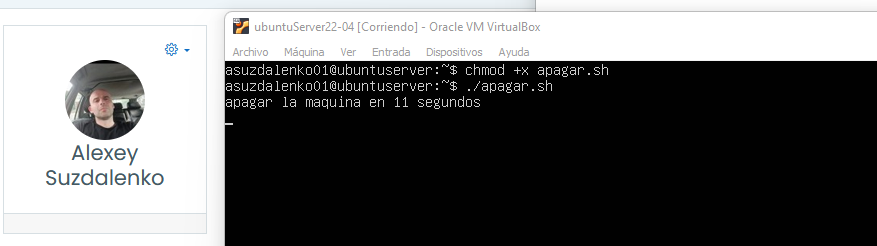 Alexey
Suzdalenko
ubuntuServer22-04 [Corriendo] - Oracle VM VirtualBox
Archivo Máquina Ver Entrada Dispositivos Ayuda
asuzdalenko01@ubuntuserver:~$ chmod +x apagar.sh
asuzdalenko01@ubuntuserver:~$ ./apagar.sh
apagar la maquina en 11 segundos